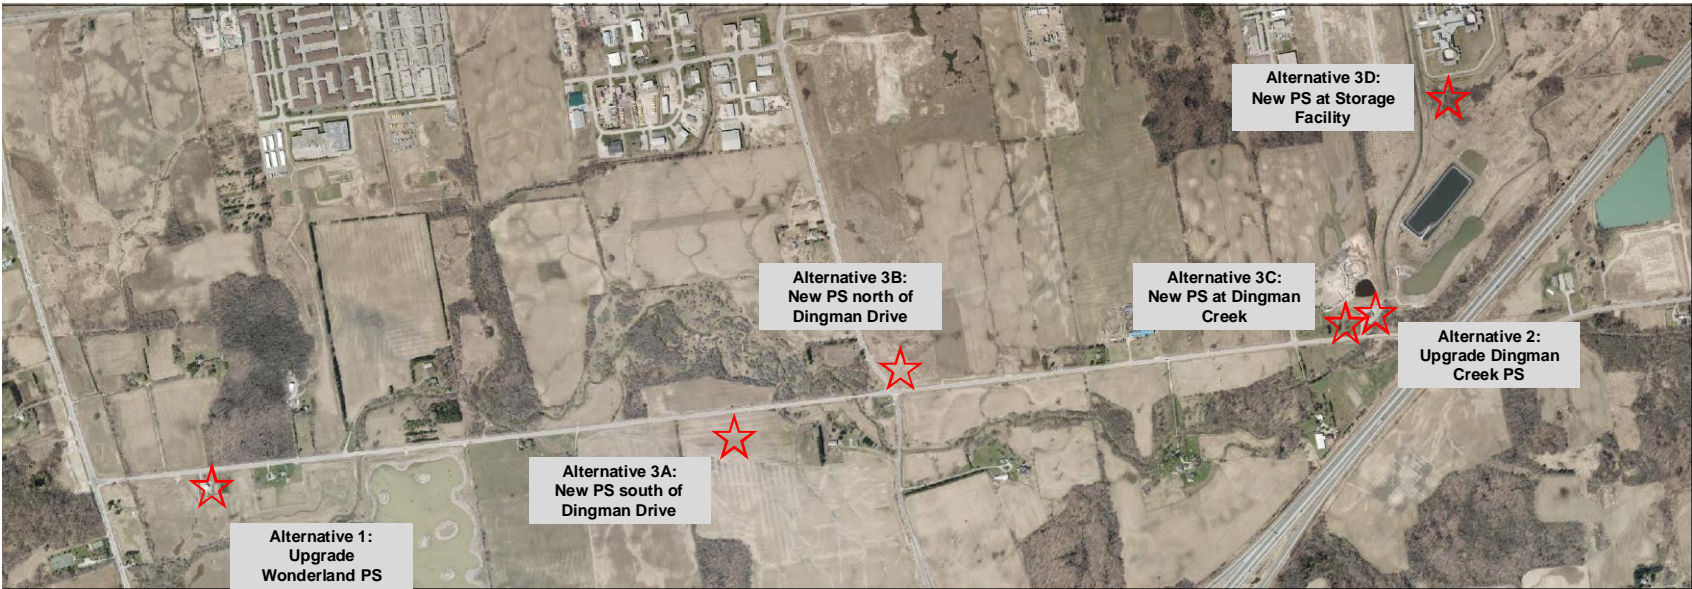 Alternative 3D:
New PS at Storage
Facility
Alternative 3B:
New PS north of
Dingman Drive
Alternative 3C:
New PS at Dingman
Creek
Alternative 2:
Upgrade Dingman
Creek PS
Alternative 3A:
New PS south of
Dingman Drive
Alternative 1:
Upgrade
Wonderland PS